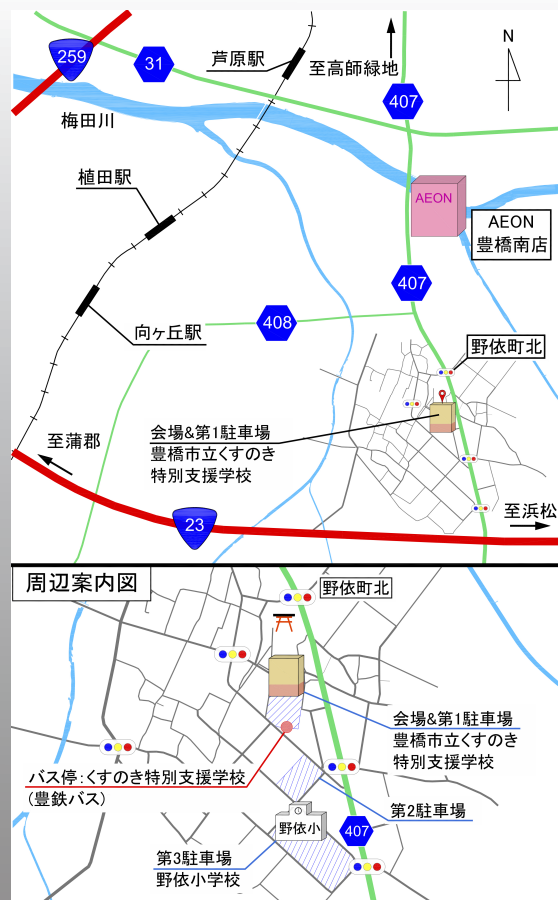 259
31
芦原駅
至高師緑地
N
407
梅田川
AEON
植田駅
AEON
豊橋南店
407
408
向ヶ丘駅
野依町北
会場&第1駐車場
豊橋市立くすのき
特別支援学校
至蒲郡
23
至浜松
周辺案内図
野依町北
会場&第1駐車場
豊橋市立くすのき
特別支援学校
バス停:くすのき特別支援学校
(豊鉄バス)
第2駐車場
野依小
407
第3駐車場
野依小学校